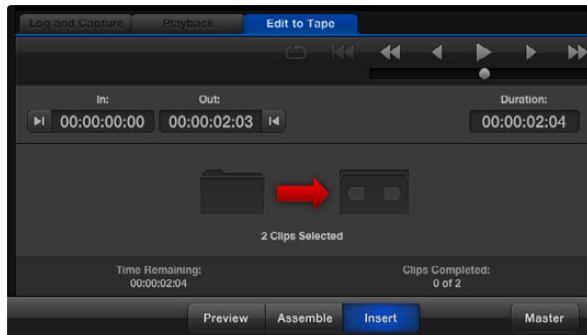 Log and Capture Playback Edit to Tape
In: Out: Duration:
00:00:00:00 00:00:02:03 00:00:02:04
2 Clips Selected
Time Remaining: Clips Completed:
00:00:02:04 0 of 2
Preview Assemble Insert Master